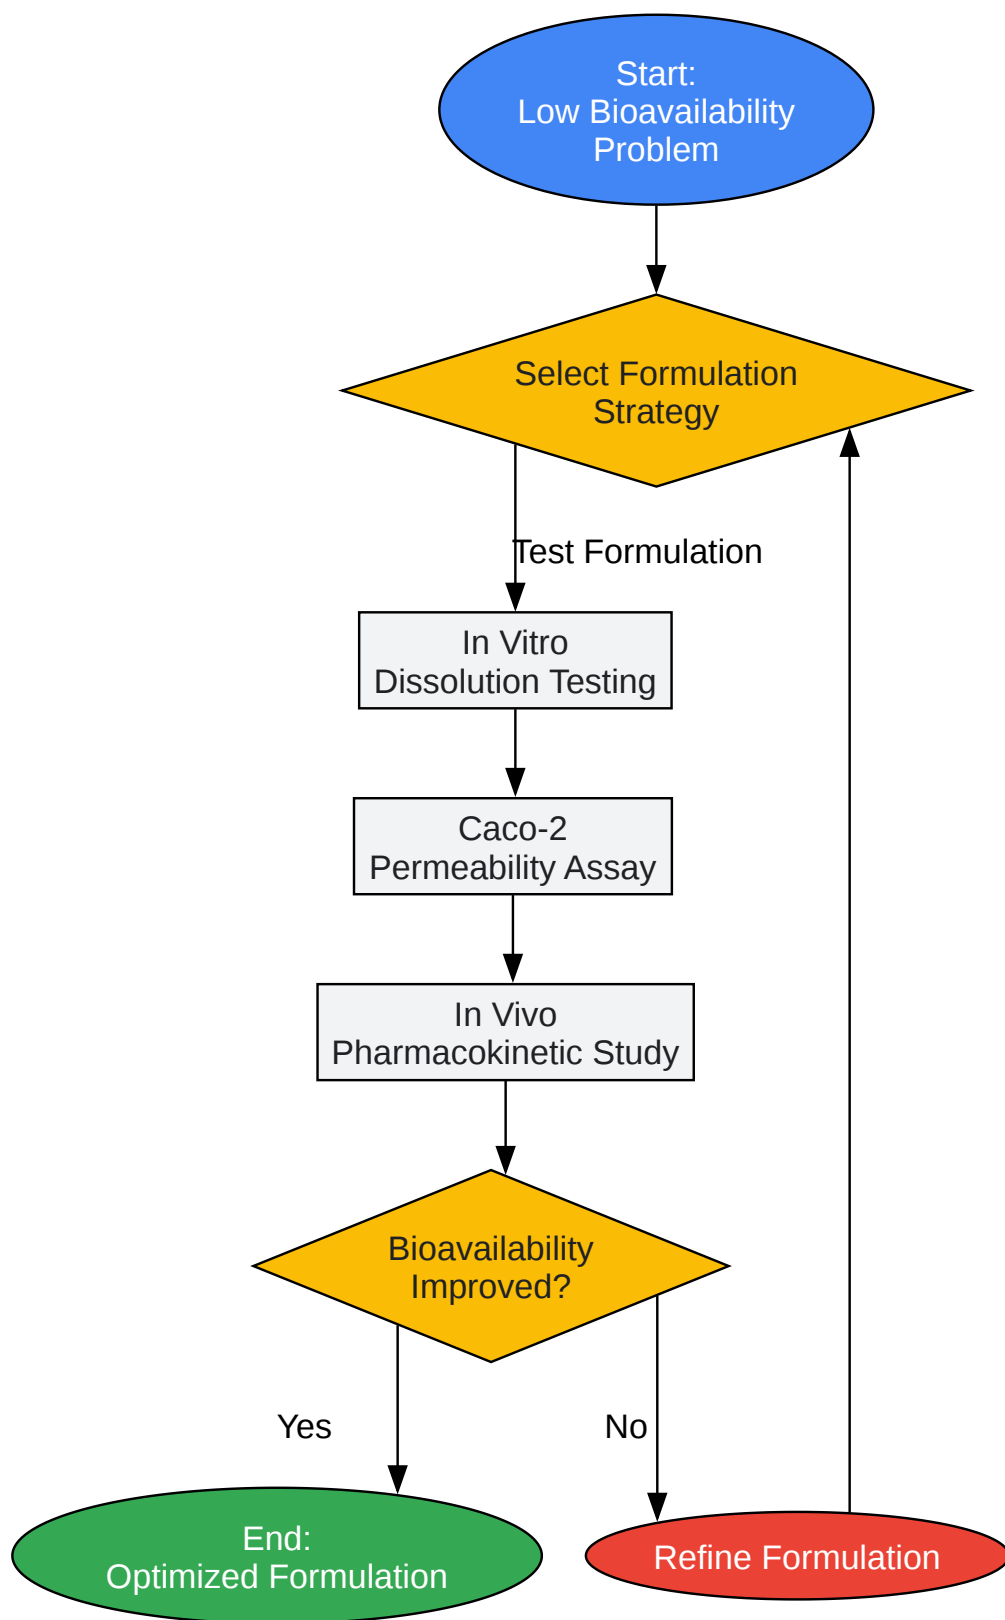 Start:
Low Bioavailability
Problem
Select Formulation
Strategy
Test Formulation
In Vitro
Dissolution Testing
Caco-2
Permeability Assay
In Vivo
Pharmacokinetic Study
Bioavailability
Improved?
Yes
No
End:
Optimized Formulation
Refine Formulation